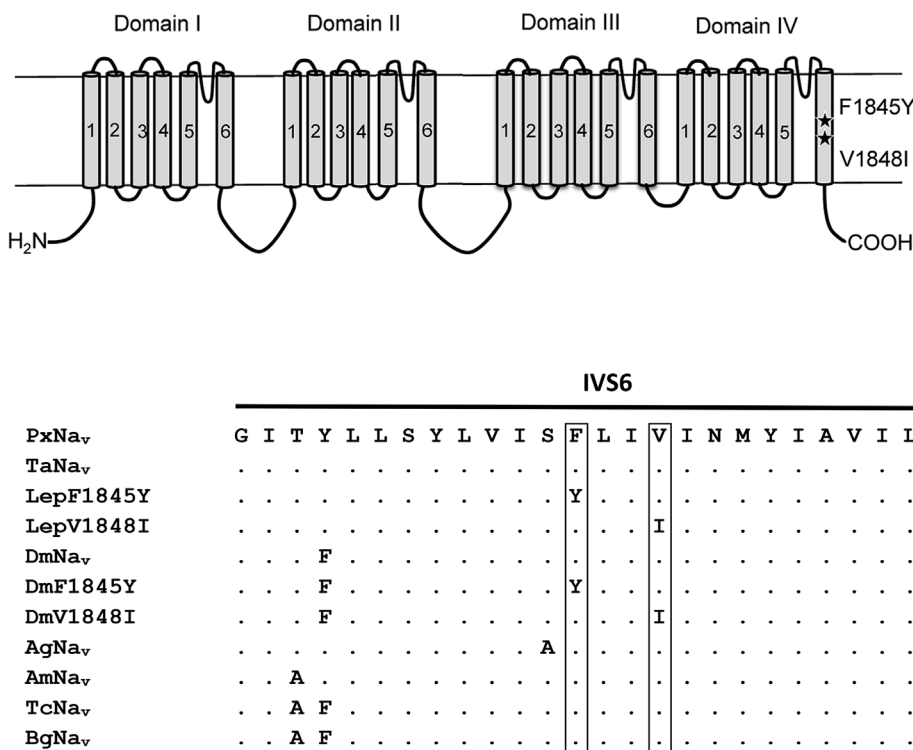 Domain I Domain II Domain III Domain IV
1 2 3 4 5 6 1 2 3 4 5 6 1 2 3 4 5 6 1 2 3 4 5
F1845Y
V1848I
H₂N COOH
IVS6
PxNaᵥ G I T Y L L S Y L V I S F L I V I N M Y I A V I L
TaNaᵥ . . . . . . . . . . . . . . . . . . . . . . . . .
LepF1845Y . . . . . . . . . . . . Y . . . . . . . . . . . .
LepV1848I . . . . . . . . . . . . . . . I . . . . . . . . .
DmNaᵥ . . . F . . . . . . . . . . . . . . . . . . . . .
DmF1845Y . . . F . . . . . . . . Y . . . . . . . . . . . .
DmV1848I . . . F . . . . . . . . . . . I . . . . . . . . .
AgNaᵥ . . . . . . . . . . . A . . . . . . . . . . . . .
AmNaᵥ . . A . . . . . . . . . . . . . . . . . . . . . .
TcNaᵥ . . A F . . . . . . . . . . . . . . . . . . . . .
BgNaᵥ . . A F . . . . . . . . . . . . . . . . . . . . .